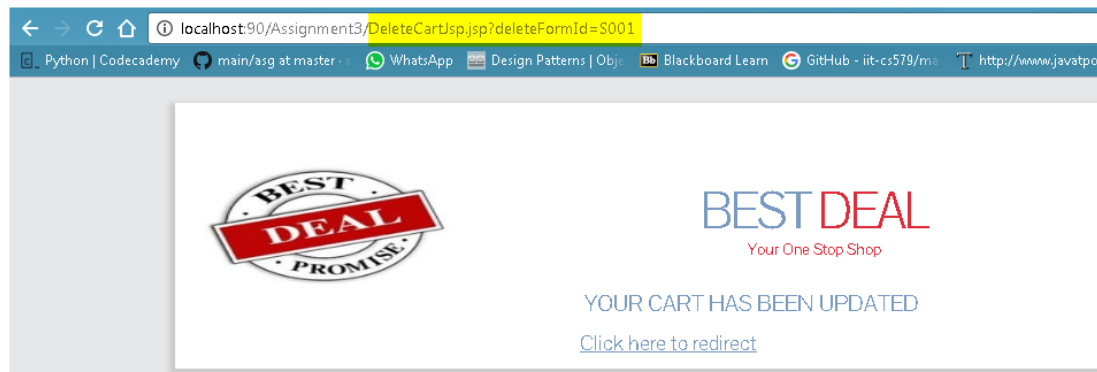 localhost:90/Assignment3/DeleteCartJsp.jsp?deleteFormId=S001
Python | Codecademy main/asg at master · a WhatsApp Design Patterns | Obje Bb Blackboard Learn GitHub - iit-cs579/ma http://www.javatpo
BEST
DEAL
PROMISE
BEST DEAL
Your One Stop Shop
YOUR CART HAS BEEN UPDATED
Click here to redirect